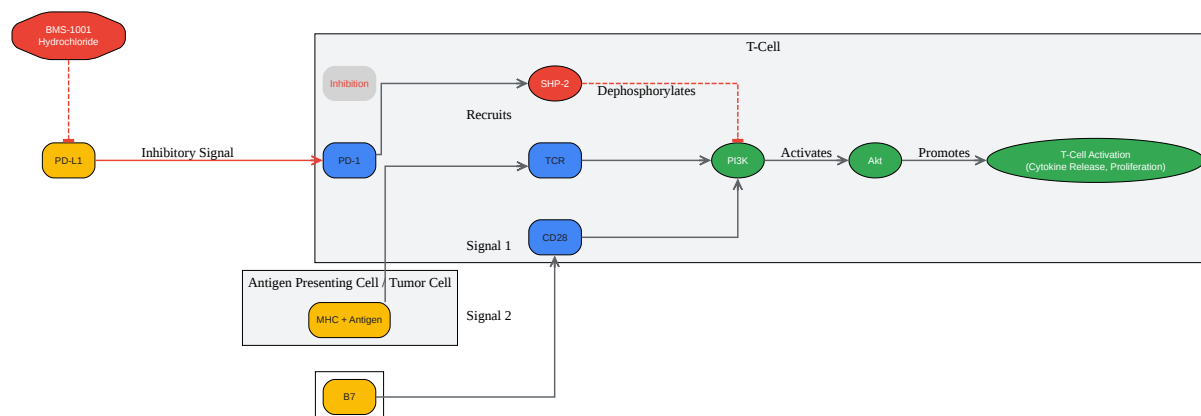 BMS-1001
Hydrochloride
T-Cell
Inhibition
SHP-2
Dephosphorylates
Recruits
PD-L1
Inhibitory Signal
PD-1
TCR
PI3K
Activates
Akt
Promotes
T-Cell Activation
(Cytokine Release, Proliferation)
CD28
Signal 1
Antigen Presenting Cell / Tumor Cell
MHC + Antigen
Signal 2
B7